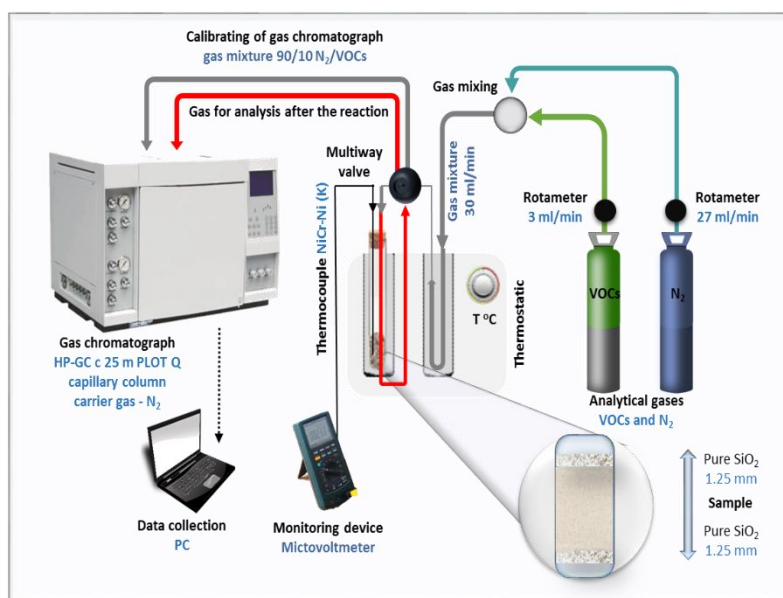 Calibrating of gas chromatograph
gas mixture 90/10 N₂/VOCs
Gas for analysis after the reaction
Gas mixing
Multiway
valve
Gas mixture
30 ml/min
Rotameter
3 ml/min
Rotameter
27 ml/min
Thermocouple NiCr-Ni (K)
T °C
Thermostatic
VOCs
N₂
Gas chromatograph
HP-GC c 25 m PLOT Q
capillary column
carrier gas - N₂
Analytical gases
VOCs and N₂
Data collection
PC
Monitoring device
Mictovoltmeter
Pure SiO₂
1.25 mm
Sample
Pure SiO₂
1.25 mm